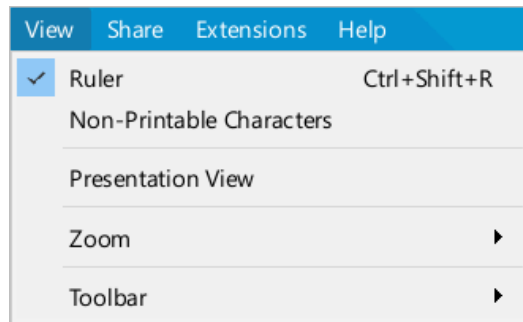 View Share Extensions Help
Ruler Ctrl+Shift+R
Non-Printable Characters
Presentation View
Zoom
Toolbar